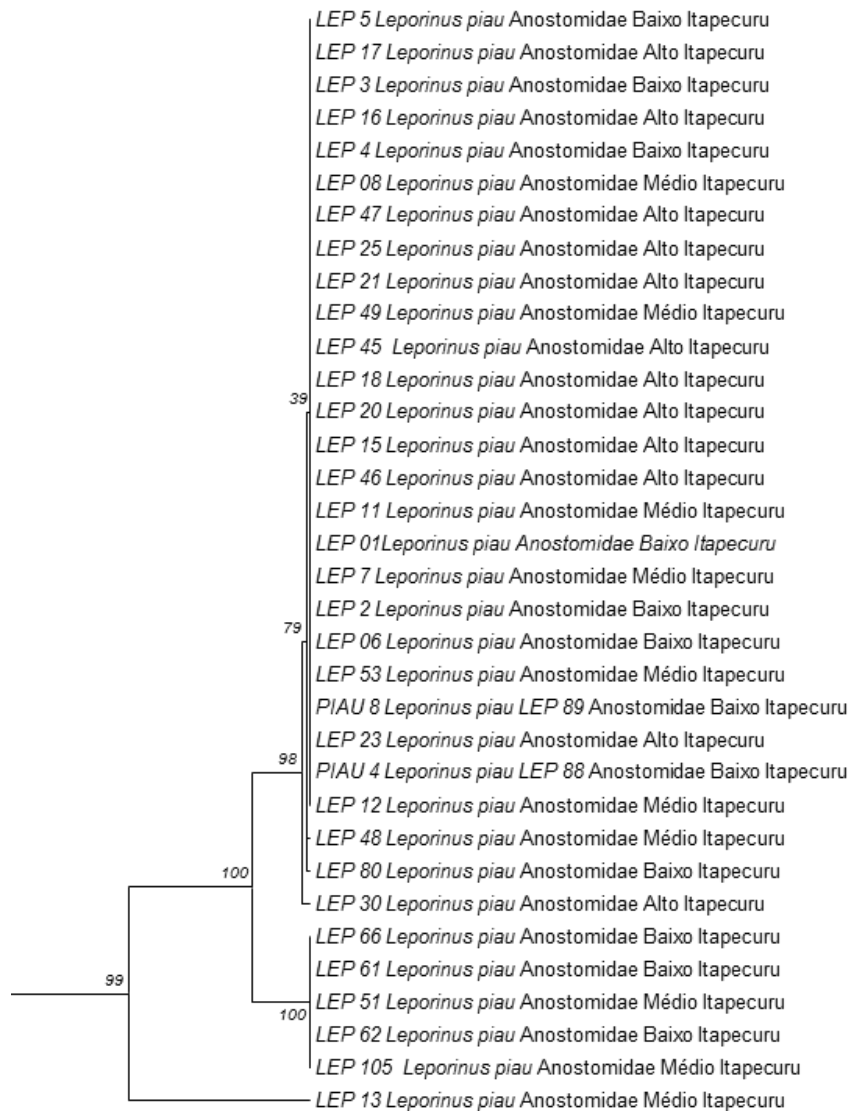 LEP 5 Leporinus piau Anostomidae Baixo Itapecuru
LEP 17 Leporinus piau Anostomidae Alto Itapecuru
LEP 3 Leporinus piau Anostomidae Baixo Itapecuru
LEP 16 Leporinus piau Anostomidae Alto Itapecuru
LEP 4 Leporinus piau Anostomidae Baixo Itapecuru
LEP 08 Leporinus piau Anostomidae Médio Itapecuru
LEP 47 Leporinus piau Anostomidae Alto Itapecuru
LEP 25 Leporinus piau Anostomidae Alto Itapecuru
LEP 21 Leporinus piau Anostomidae Alto Itapecuru
LEP 49 Leporinus piau Anostomidae Médio Itapecuru
LEP 45 Leporinus piau Anostomidae Alto Itapecuru
LEP 18 Leporinus piau Anostomidae Alto Itapecuru
39
LEP 20 Leporinus piau Anostomidae Alto Itapecuru
LEP 15 Leporinus piau Anostomidae Alto Itapecuru
LEP 46 Leporinus piau Anostomidae Alto Itapecuru
LEP 11 Leporinus piau Anostomidae Médio Itapecuru
LEP 01Leporinus piau Anostomidae Baixo Itapecuru
LEP 7 Leporinus piau Anostomidae Médio Itapecuru
LEP 2 Leporinus piau Anostomidae Baixo Itapecuru
79
LEP 06 Leporinus piau Anostomidae Baixo Itapecuru
LEP 53 Leporinus piau Anostomidae Médio Itapecuru
PIAU 8 Leporinus piau LEP 89 Anostomidae Baixo Itapecuru
LEP 23 Leporinus piau Anostomidae Alto Itapecuru
98
PIAU 4 Leporinus piau LEP 88 Anostomidae Baixo Itapecuru
LEP 12 Leporinus piau Anostomidae Médio Itapecuru
LEP 48 Leporinus piau Anostomidae Médio Itapecuru
100
LEP 80 Leporinus piau Anostomidae Baixo Itapecuru
LEP 30 Leporinus piau Anostomidae Alto Itapecuru
LEP 66 Leporinus piau Anostomidae Baixo Itapecuru
99
LEP 61 Leporinus piau Anostomidae Baixo Itapecuru
LEP 51 Leporinus piau Anostomidae Médio Itapecuru
100
LEP 62 Leporinus piau Anostomidae Baixo Itapecuru
LEP 105 Leporinus piau Anostomidae Médio Itapecuru
LEP 13 Leporinus piau Anostomidae Médio Itapecuru